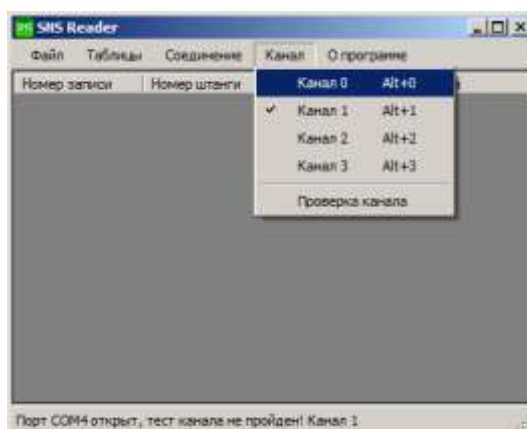 SNS Reader
Файл Таблицы Соединение Канал О программе
Номер записи Номер штанги
Канал 0 Alt+0
Канал 1 Alt+1
Канал 2 Alt+2
Канал 3 Alt+3
Проверка канала
Порт COM4 открыт, тест канала не пройден! Канал 1